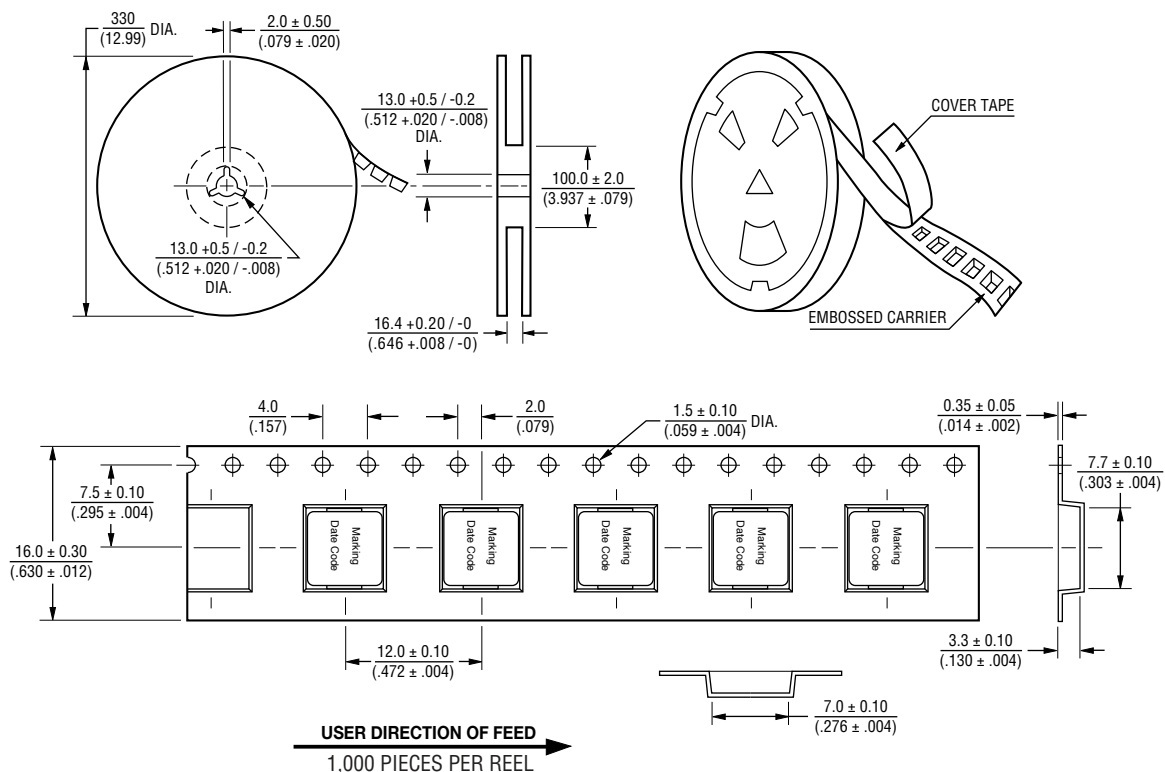 330
(12.99)
DIA.
2.0 ± 0.50
(.079 ± .020)
13.0 +0.5 / -0.2
(.512 +.020 / -.008)
DIA.
100.0 ± 2.0
(3.937 ± .079)
COVER TAPE
13.0 +0.5 / -0.2
(.512 +.020 / -.008)
DIA.
16.4 +0.20 / -0
(.646 +.008 / -0)
EMBOSSED CARRIER
4.0
(.157)
2.0
(.079)
1.5 ± 0.10
(.059 ± .004)
DIA.
0.35 ± 0.05
(.014 ± .002)
7.5 ± 0.10
(.295 ± .004)
7.7 ± 0.10
(.303 ± .004)
16.0 ± 0.30
(.630 ± .012)
Marking
Date Code
Marking
Date Code
Marking
Date Code
Marking
Date Code
Marking
Date Code
12.0 ± 0.10
(.472 ± .004)
3.3 ± 0.10
(.130 ± .004)
7.0 ± 0.10
(.276 ± .004)
USER DIRECTION OF FEED
1,000 PIECES PER REEL